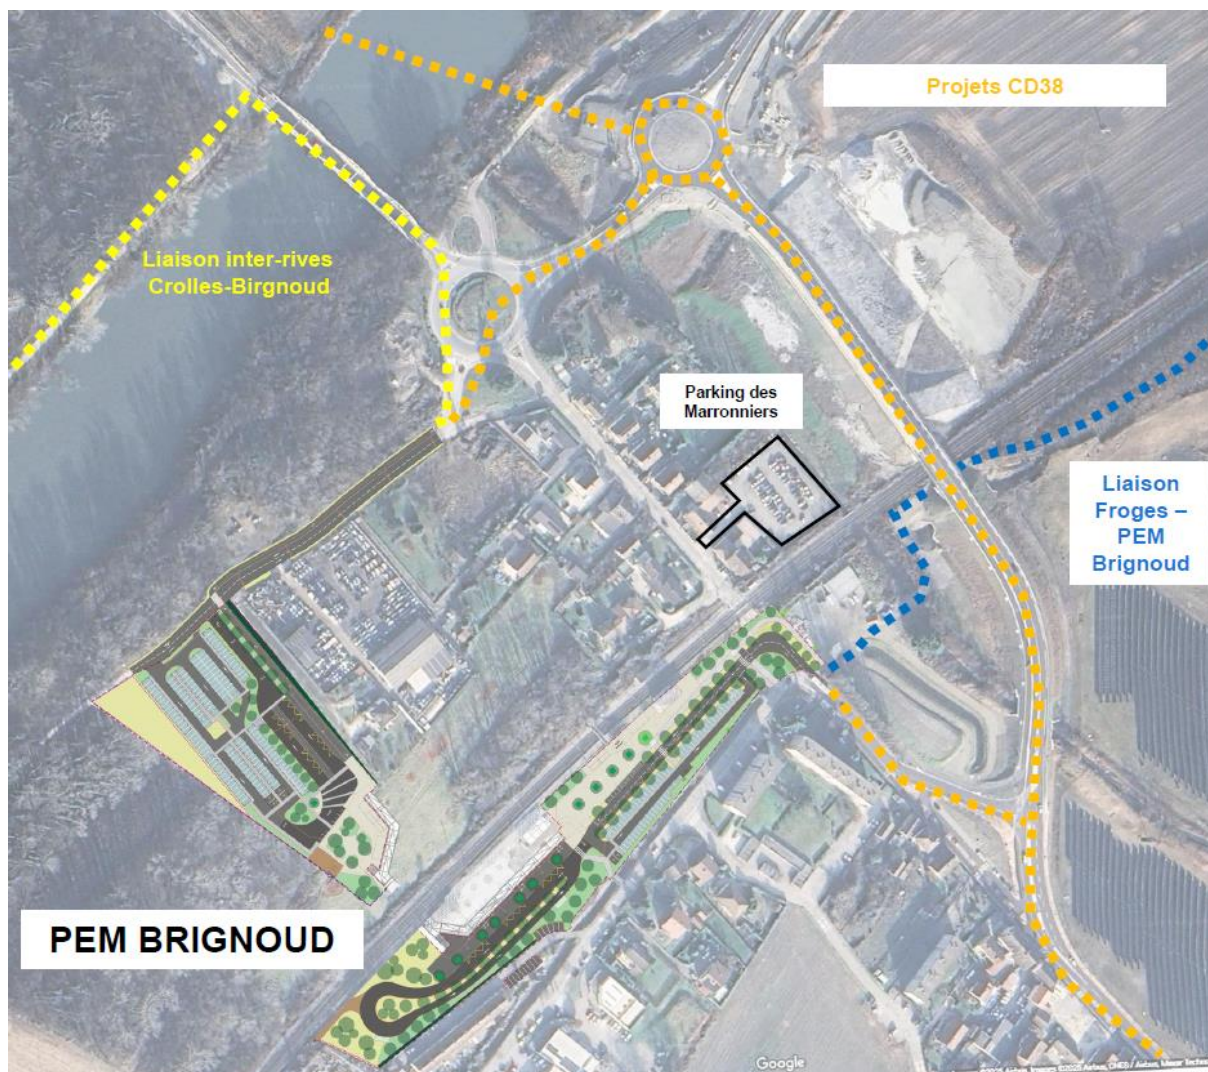 Projets CD38
Liaison inter-rives
Crolles-Birgnoud
Parking des
Marronniers
Liaison
Froges –
PEM
Brignoud
PEM BRIGNOUD
Google